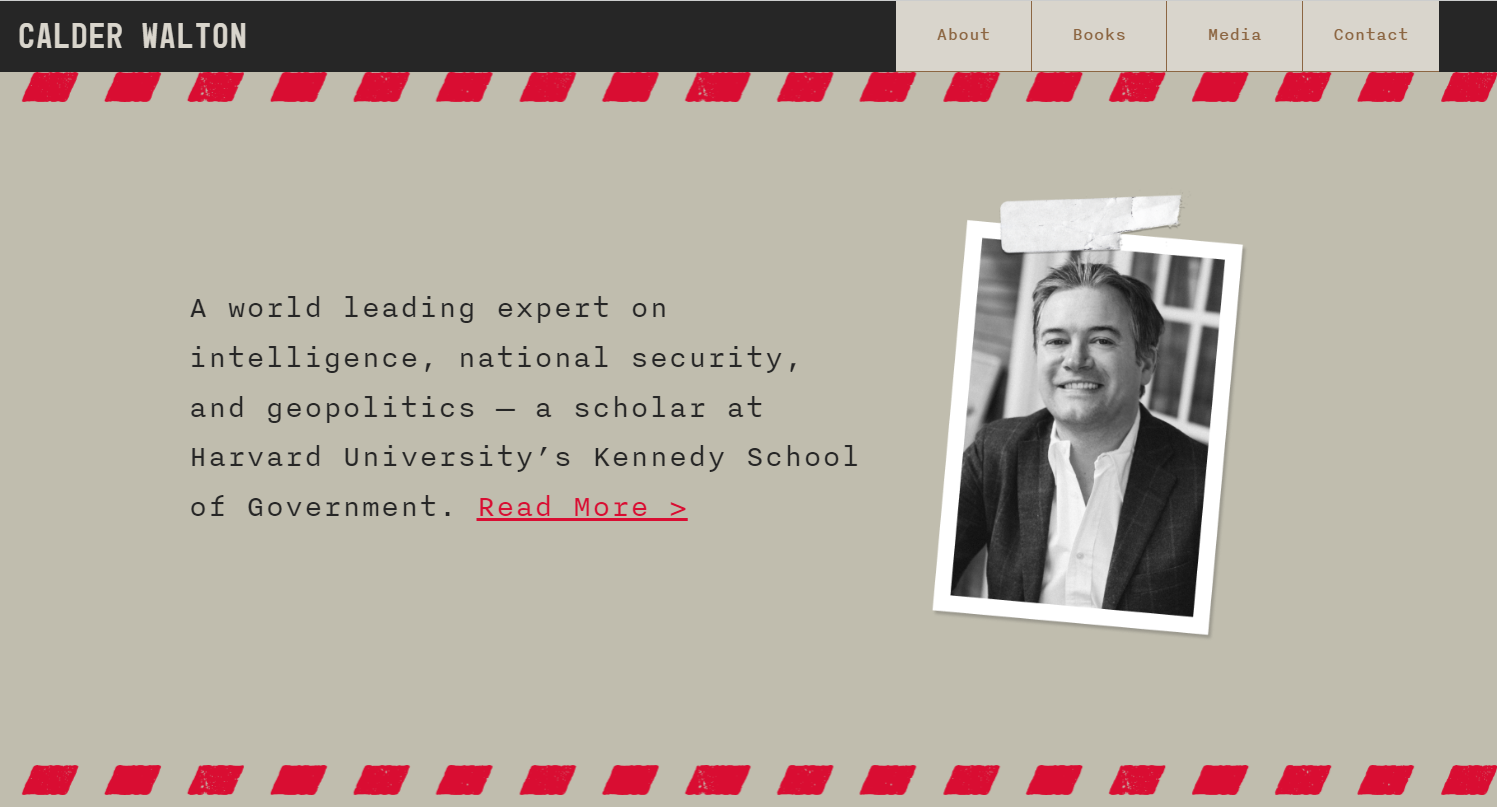 CALDER WALTON
About
Books
Media
Contact
A world leading expert on
intelligence, national security,
and geopolitics — a scholar at
Harvard University’s Kennedy School
of Government. Read More >